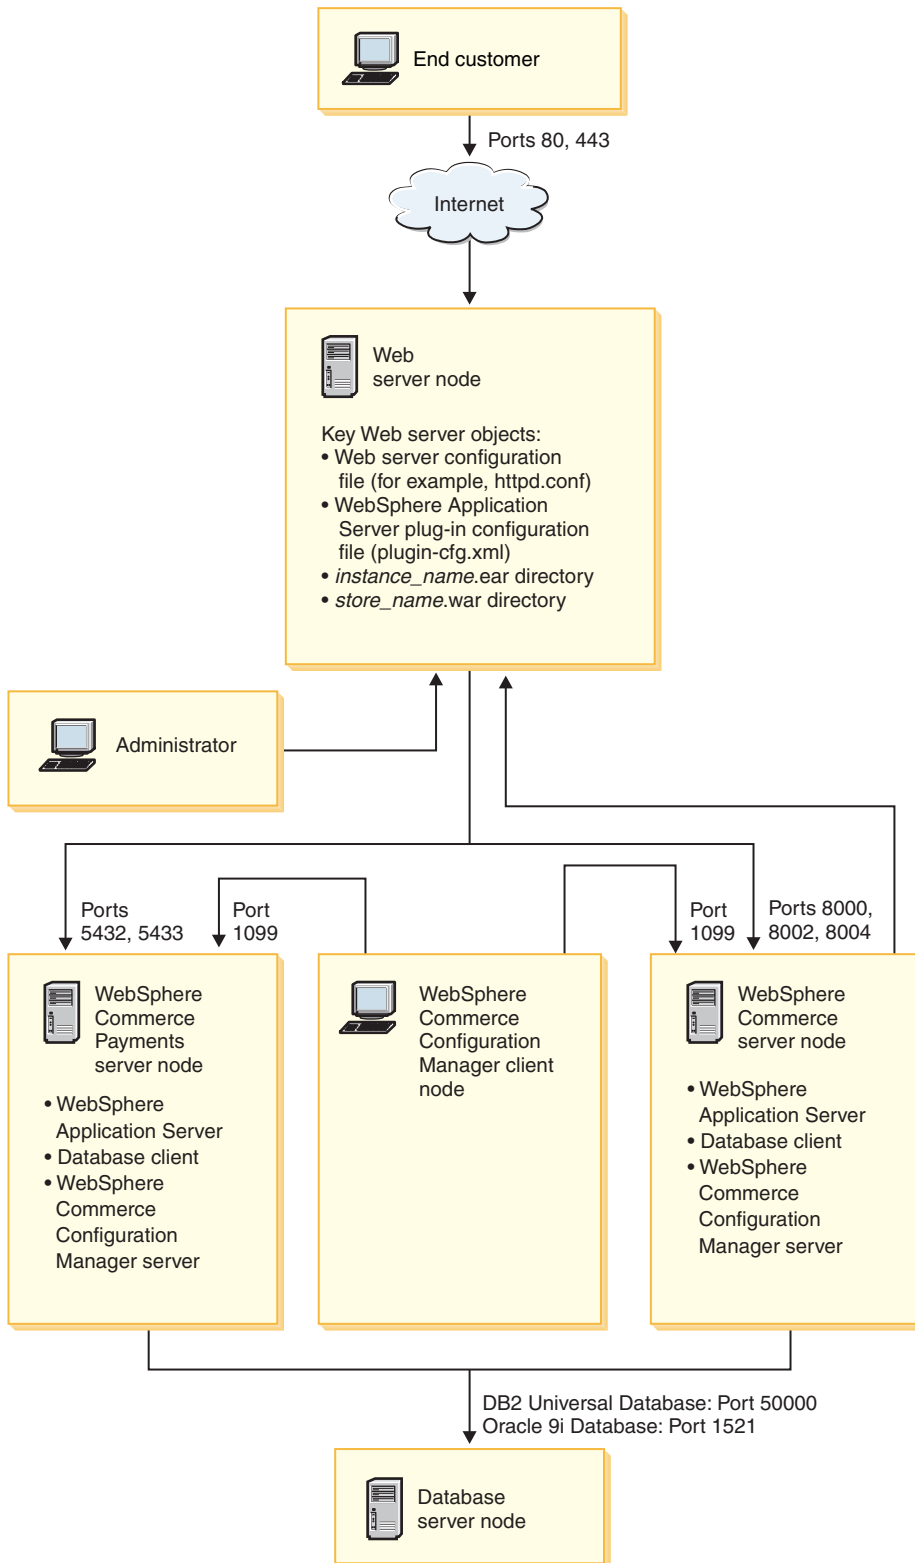 End customer
Ports 80, 443
Internet
Web
server node
Key Web server objects:
• Web server configuration
file (for example, httpd.conf)
• WebSphere Application
Server plug-in configuration
file (plugin-cfg.xml)
• instance_name.ear directory
• store_name.war directory
Administrator
Ports
5432, 5433
Port
1099
Port
1099
Ports 8000,
8002, 8004
WebSphere
Commerce
Payments
server node
• WebSphere
Application Server
• Database client
• WebSphere
Commerce
Configuration
Manager server
WebSphere
Commerce
Configuration
Manager client
node
WebSphere
Commerce
server node
• WebSphere
Application Server
• Database client
• WebSphere
Commerce
Configuration
Manager server
DB2 Universal Database: Port 50000
Oracle 9i Database: Port 1521
Database
server node